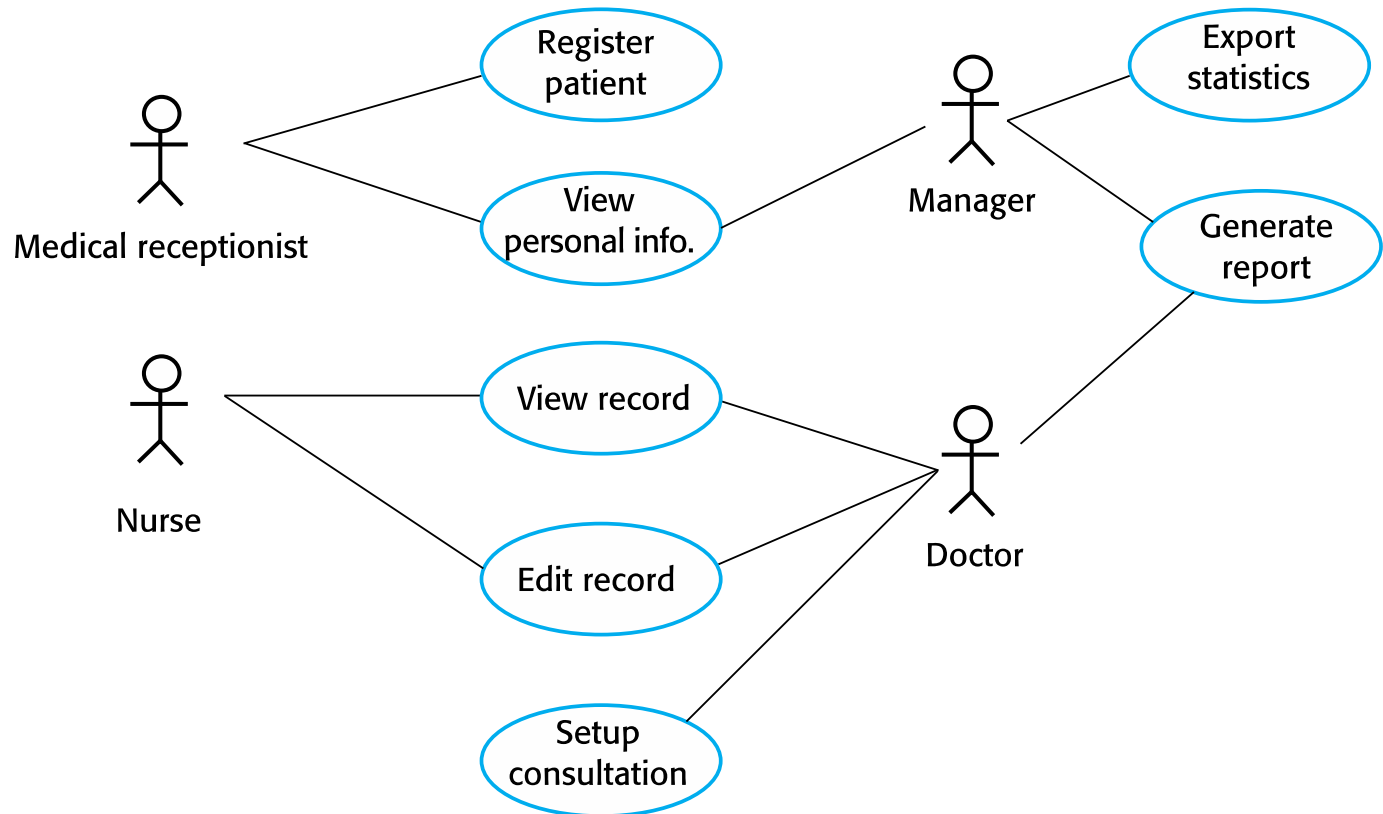 Register
patient
Export
statistics
Medical receptionist
View
personal info.
Manager
Generate
report
Nurse
View record
Edit record
Doctor
Setup
consultation